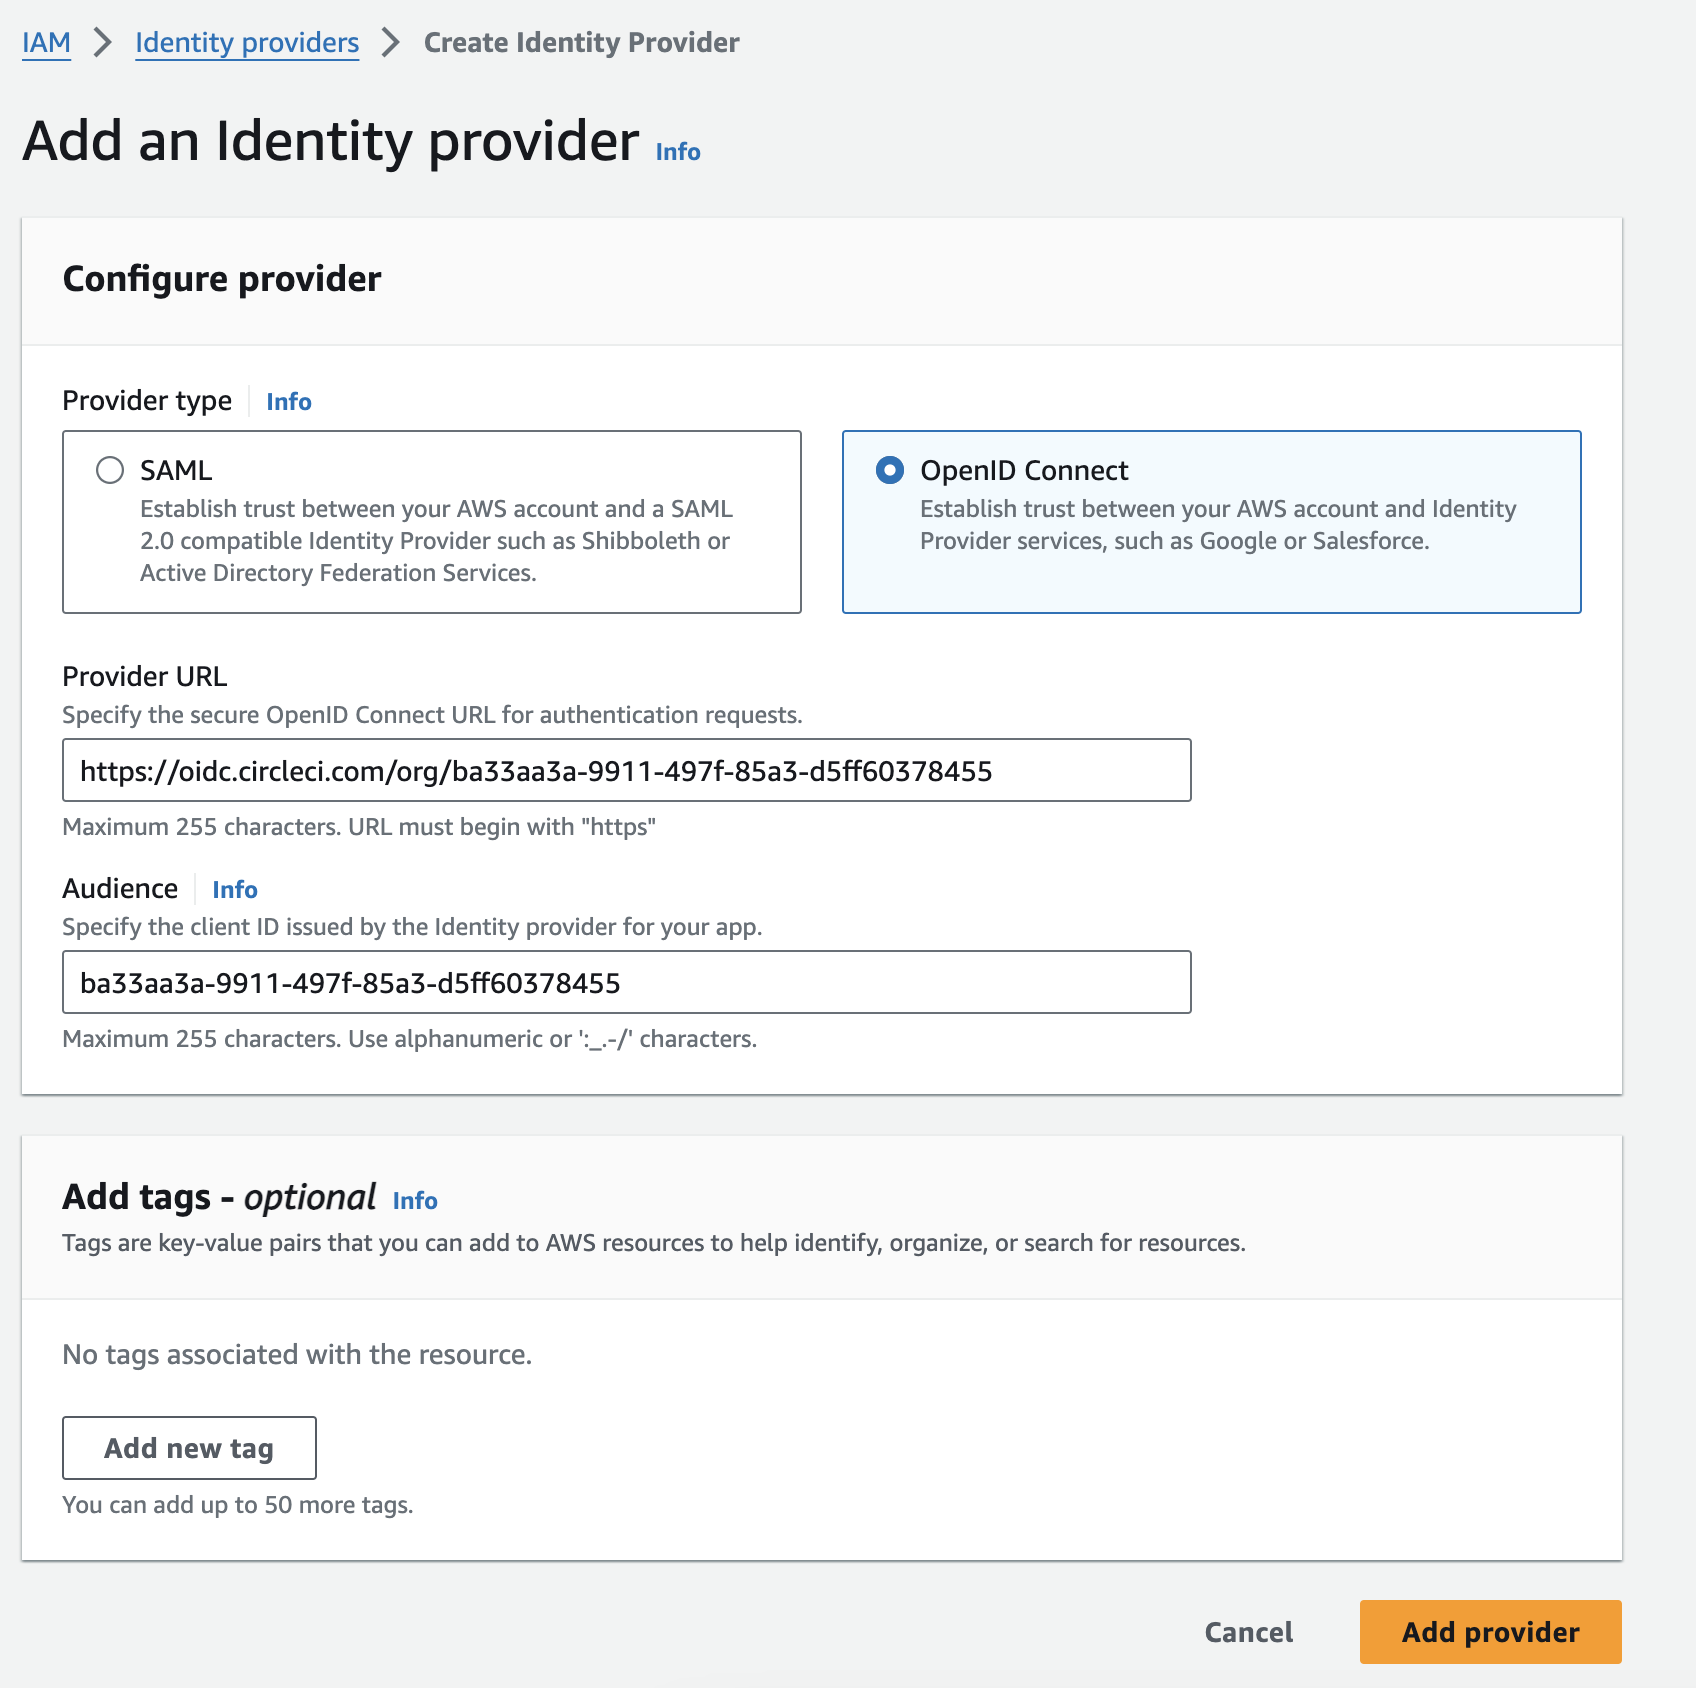 IAM > Identity providers > Create Identity Provider
Add an Identity provider Info
Configure provider
Provider type Info
SAML
Establish trust between your AWS account and a SAML
2.0 compatible Identity Provider such as Shibboleth or
Active Directory Federation Services.
OpenID Connect
Establish trust between your AWS account and Identity
Provider services, such as Google or Salesforce.
Provider URL
Specify the secure OpenID Connect URL for authentication requests.
https://oidc.circleci.com/org/ba33aa3a-9911-497f-85a3-d5ff60378455
Maximum 255 characters. URL must begin with "https"
Audience Info
Specify the client ID issued by the Identity provider for your app.
ba33aa3a-9911-497f-85a3-d5ff60378455
Maximum 255 characters. Use alphanumeric or ':_.-/' characters.
Add tags - optional Info
Tags are key-value pairs that you can add to AWS resources to help identify, organize, or search for resources.
No tags associated with the resource.
Add new tag
You can add up to 50 more tags.
Cancel
Add provider